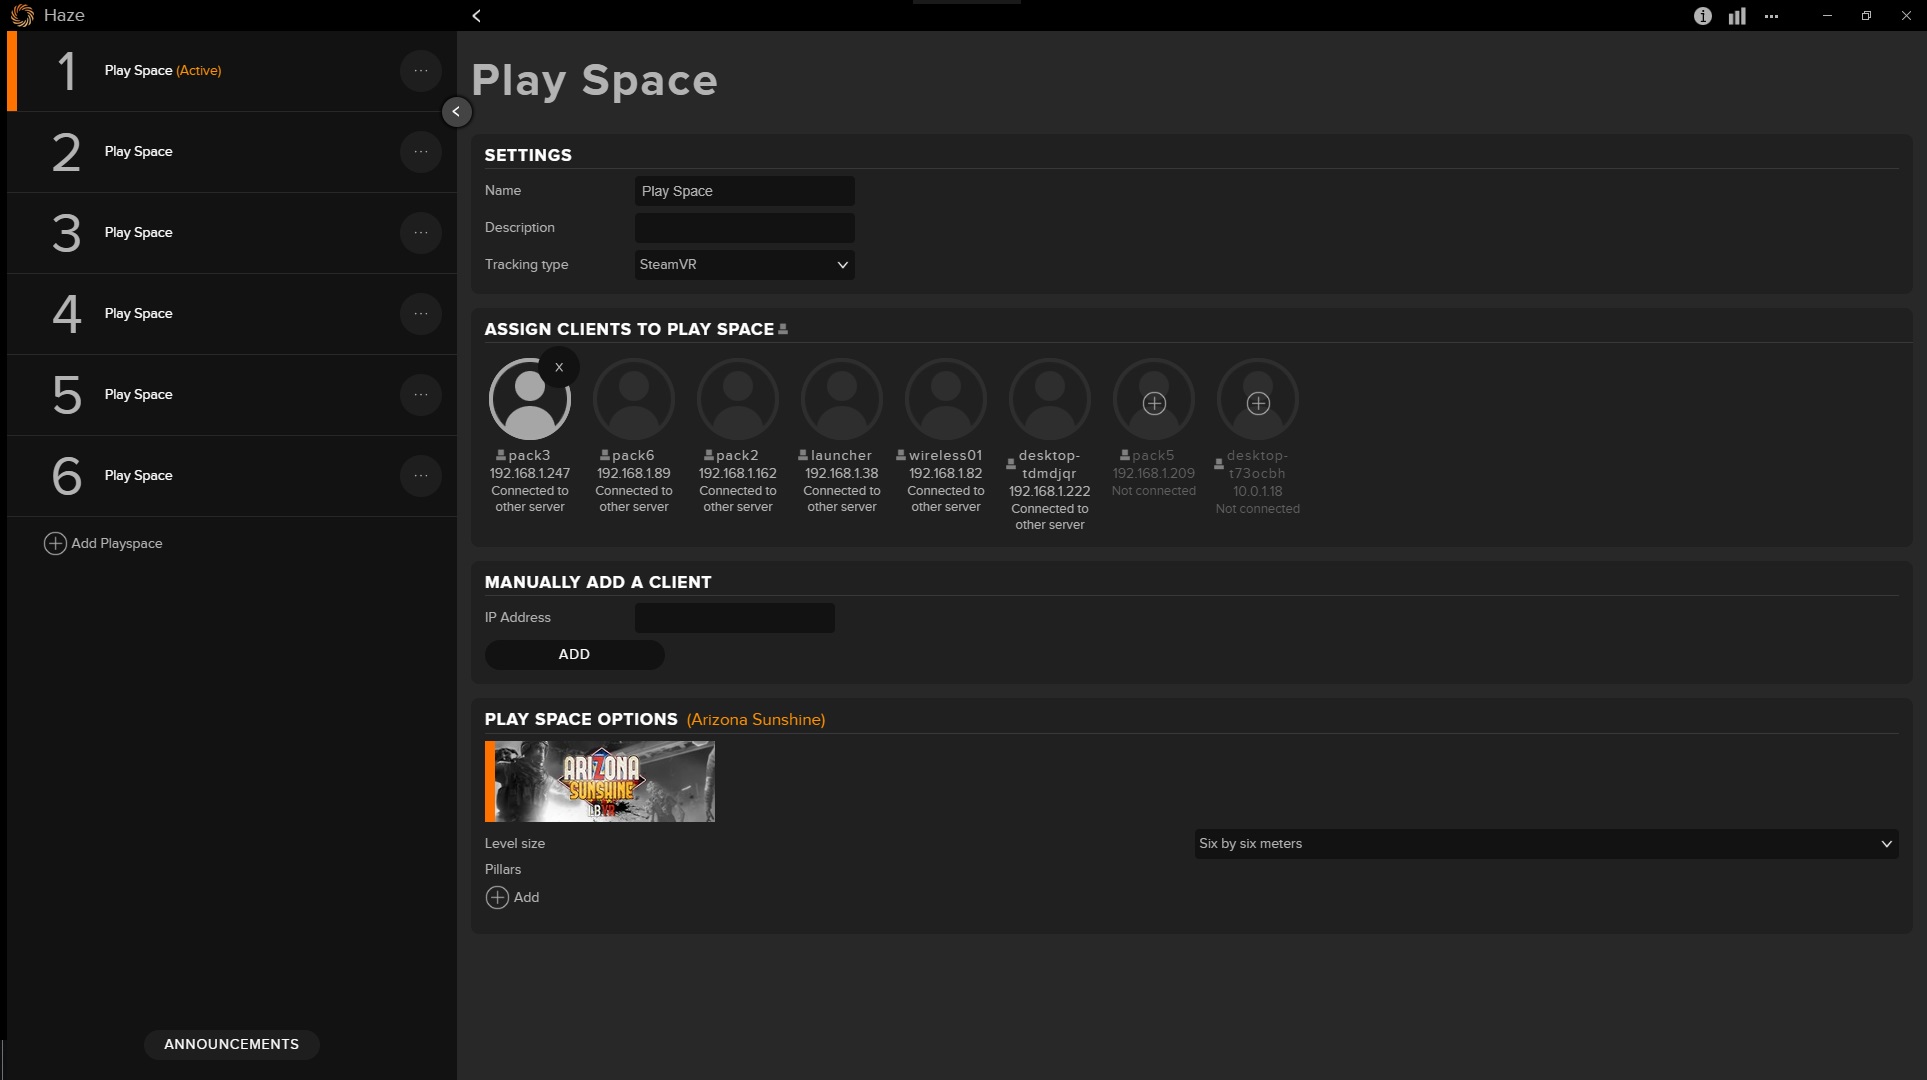 Haze
1
Play Space (Active)
...
2
Play Space
...
3
Play Space
...
4
Play Space
...
5
Play Space
...
6
Play Space
...
Add Playspace
ANNOUNCEMENTS
Play Space
SETTINGS
Name
Play Space
Description
Tracking type
SteamVR
ASSIGN CLIENTS TO PLAY SPACE
X
pack3
192.168.1.247
Connected to
other server
pack6
192.168.1.89
Connected to
other server
pack2
192.168.1.162
Connected to
other server
launcher
192.168.1.38
Connected to
other server
wireless01
192.168.1.82
Connected to
other server
desktop-
tdmdjqr
192.168.1.222
Connected to
other server
pack5
192.168.1.209
Not connected
desktop-
t73ocbh
10.0.1.18
Not connected
MANUALLY ADD A CLIENT
IP Address
ADD
PLAY SPACE OPTIONS (Arizona Sunshine)
ARIZONA
SUNSHINE
LBVR
Level size
Six by six meters
Pillars
Add